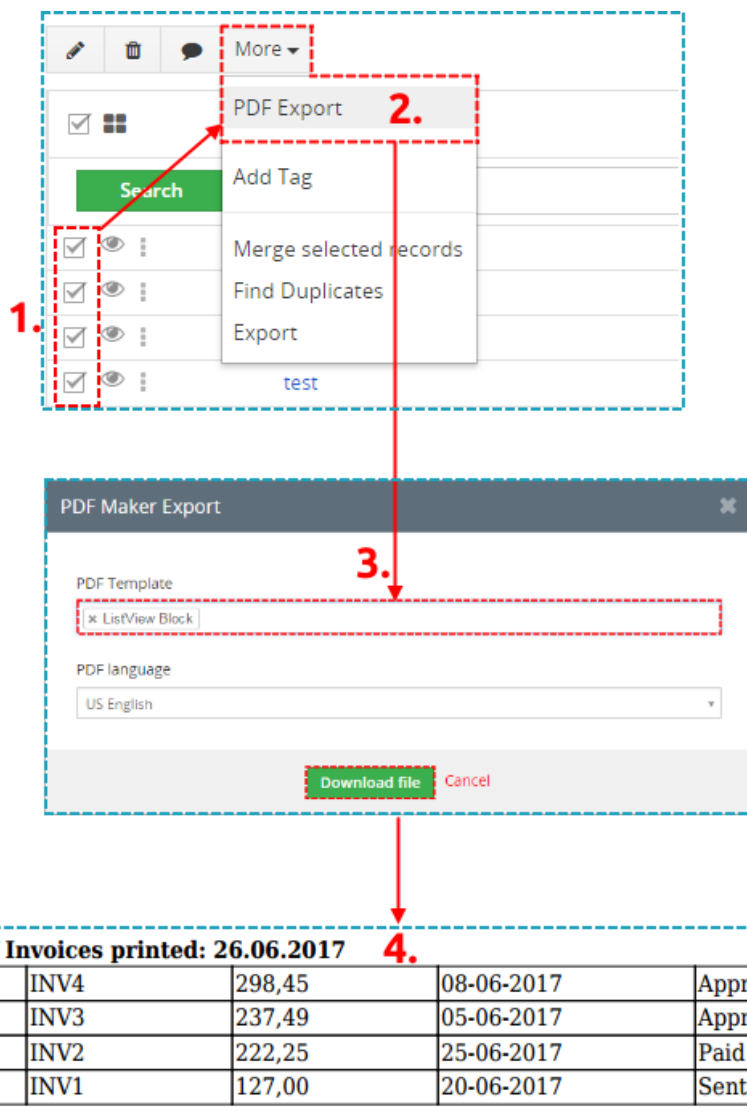 More
PDF Export
2.
Search
Add Tag
Merge selected records
Find Duplicates
Export
1.
test
PDF Maker Export
3.
PDF Template
× ListView Block
PDF language
US English
Download file Cancel
Invoices printed: 26.06.2017
4.
INV4 298,45 08-06-2017 Appr
INV3 237,49 05-06-2017 Appr
INV2 222,25 25-06-2017 Paid
INV1 127,00 20-06-2017 Sent